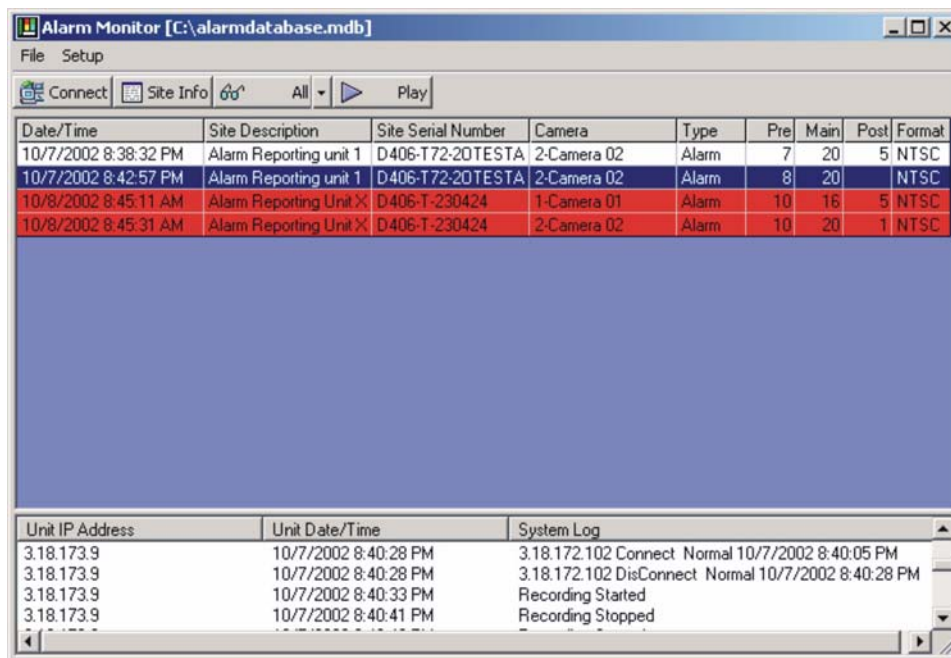 Alarm Monitor [C:\alarmdatabase.mdb]
File Setup
Connect Site Info All Play
Date/Time Site Description Site Serial Number Camera Type Pre Main Post Format
10/7/2002 8:38:32 PM Alarm Reporting unit 1 D406-T72-20TESTA 2-Camera 02 Alarm 7 20 5 NTSC
10/7/2002 8:42:57 PM Alarm Reporting unit 1 D406-T72-20TESTA 2-Camera 02 Alarm 8 20 NTSC
10/8/2002 8:45:11 AM Alarm Reporting Unit X D406-T-230424 1-Camera 01 Alarm 10 16 5 NTSC
10/8/2002 8:45:31 AM Alarm Reporting Unit X D406-T-230424 2-Camera 02 Alarm 10 20 1 NTSC
Unit IP Address Unit Date/Time System Log
3.18.173.9 10/7/2002 8:40:28 PM 3.18.172.102 Connect Normal 10/7/2002 8:40:05 PM
3.18.173.9 10/7/2002 8:40:28 PM 3.18.172.102 DisConnect Normal 10/7/2002 8:40:28 PM
3.18.173.9 10/7/2002 8:40:33 PM Recording Started
3.18.173.9 10/7/2002 8:40:41 PM Recording Stopped